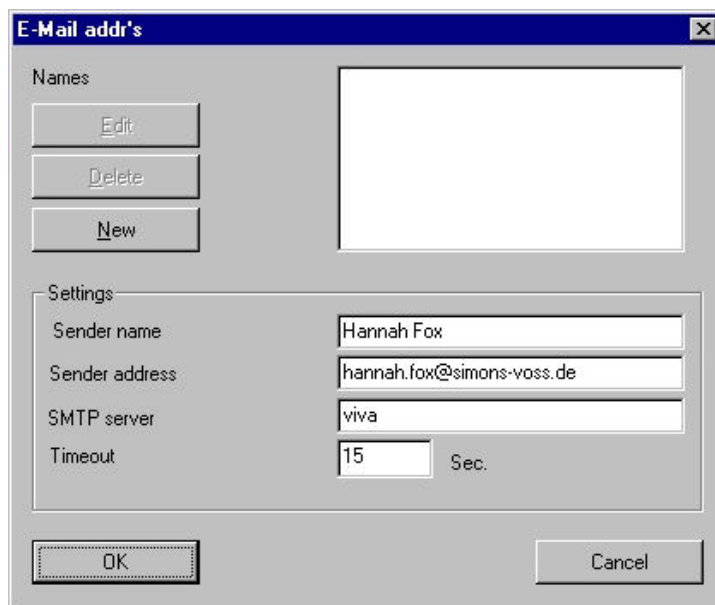 E-Mail addr's
Names
Edit
Delete
New
Settings
Sender name Hannah Fox
Sender address hannah.fox@simons-voss.de
SMTP server viva
Timeout 15 Sec.
OK Cancel